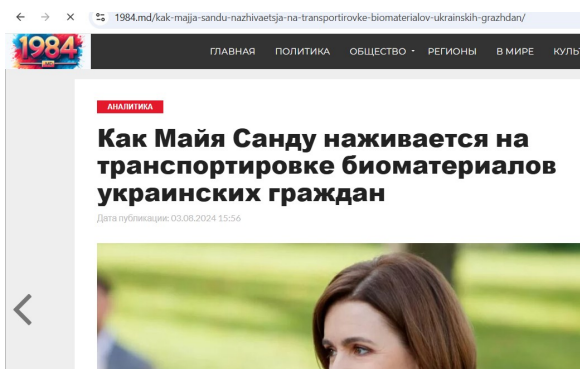 1984.md/kak-majja-sandu-nazhivaetsja-na-transportirovke-biomaterialov-ukrainskih-grazhdan/
1984
ГЛАВНАЯ ПОЛИТИКА ОБЩЕСТВО РЕГИОНЫ В МИРЕ КУЛЬТ
АНАЛИТИКА
Как Майя Санду наживается на
транспортировке биоматериалов
украинских граждан
Дата публикации: 03.08.2024 15:56